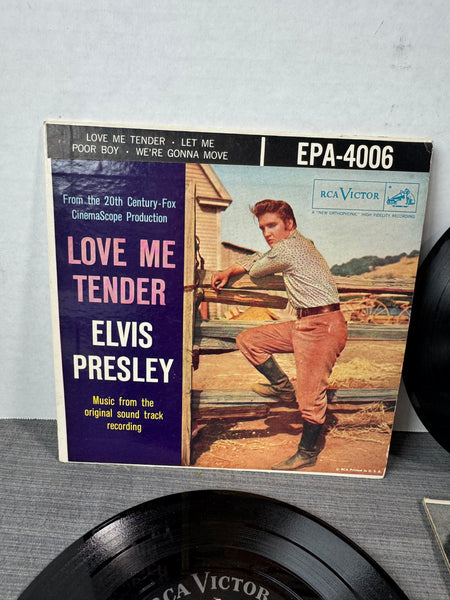 LOVE ME TENDER · LET ME
POOR BOY · WE'RE GONNA MOVE
EPA-4006
From the 20th Century-Fox
CinemaScope Production
LOVE ME
TENDER
ELVIS
PRESLEY
Music from the
original sound track
recording
RCA VICTOR
A "NEW ORTHOPHONIC" HIGH FIDELITY RECORDING
RCA VICTOR